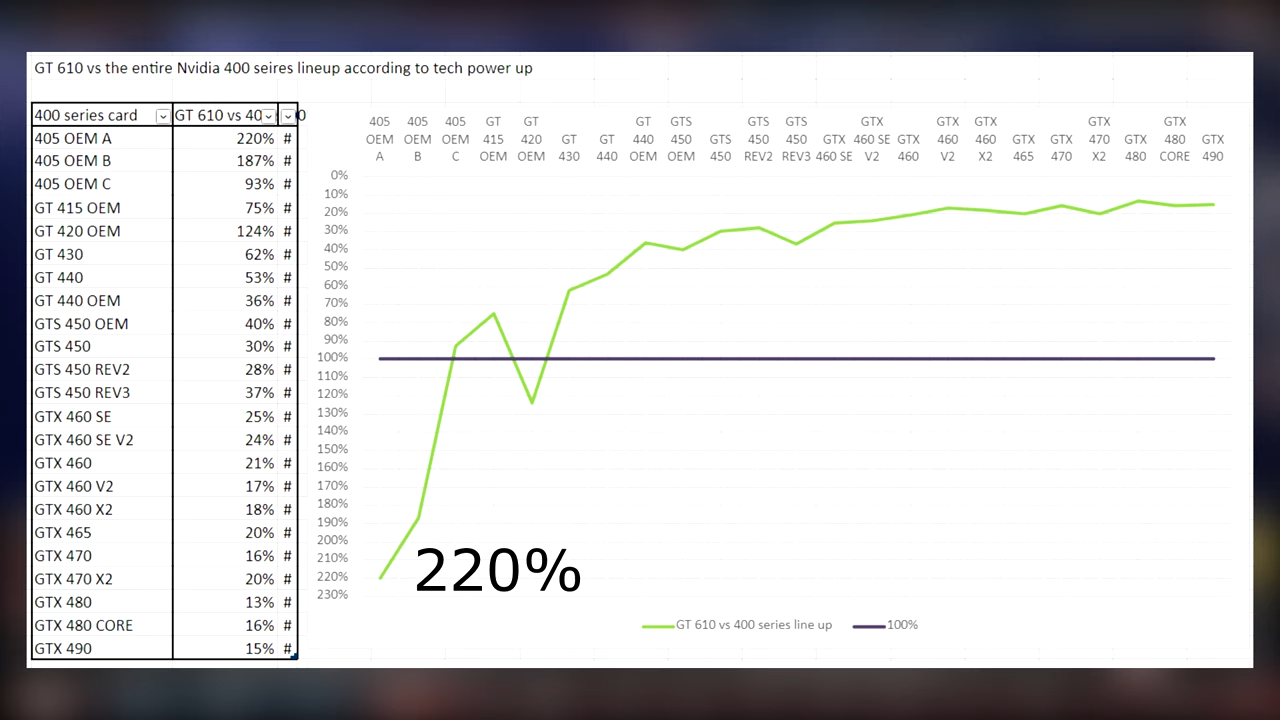 GT 610 vs the entire Nvidia 400 seires lineup according to tech power up
400 series card GT 610 vs 40 0
405 OEM A 220% #
405 OEM B 187% #
405 OEM C 93% #
GT 415 OEM 75% #
GT 420 OEM 124% #
GT 430 62% #
GT 440 53% #
GT 440 OEM 36% #
GTS 450 OEM 40% #
GTS 450 30% #
GTS 450 REV2 28% #
GTS 450 REV3 37% #
GTX 460 SE 25% #
GTX 460 SE V2 24% #
GTX 460 21% #
GTX 460 V2 17% #
GTX 460 X2 18% #
GTX 465 20% #
GTX 470 16% #
GTX 470 X2 20% #
GTX 480 13% #
GTX 480 CORE 16% #
GTX 490 15% #
405 405 405 GT GT GT GTS GTS GTS GTX GTX GTX GTX GTX
OEM OEM OEM 415 420 GT GT 440 450 GTS 450 450 GTX 460 SE GTX 460 460 GTX GTX 470 GTX 480 GTX
A B C OEM OEM 430 440 OEM OEM 450 REV2 REV3 460 SE V2 460 V2 X2 465 470 X2 480 CORE 490
0%
10%
20%
30%
40%
50%
60%
70%
80%
90%
100%
110%
120%
130%
140%
150%
160%
170%
180%
190%
200%
210%
220%
230%
220%
GT 610 vs 400 series line up 100%